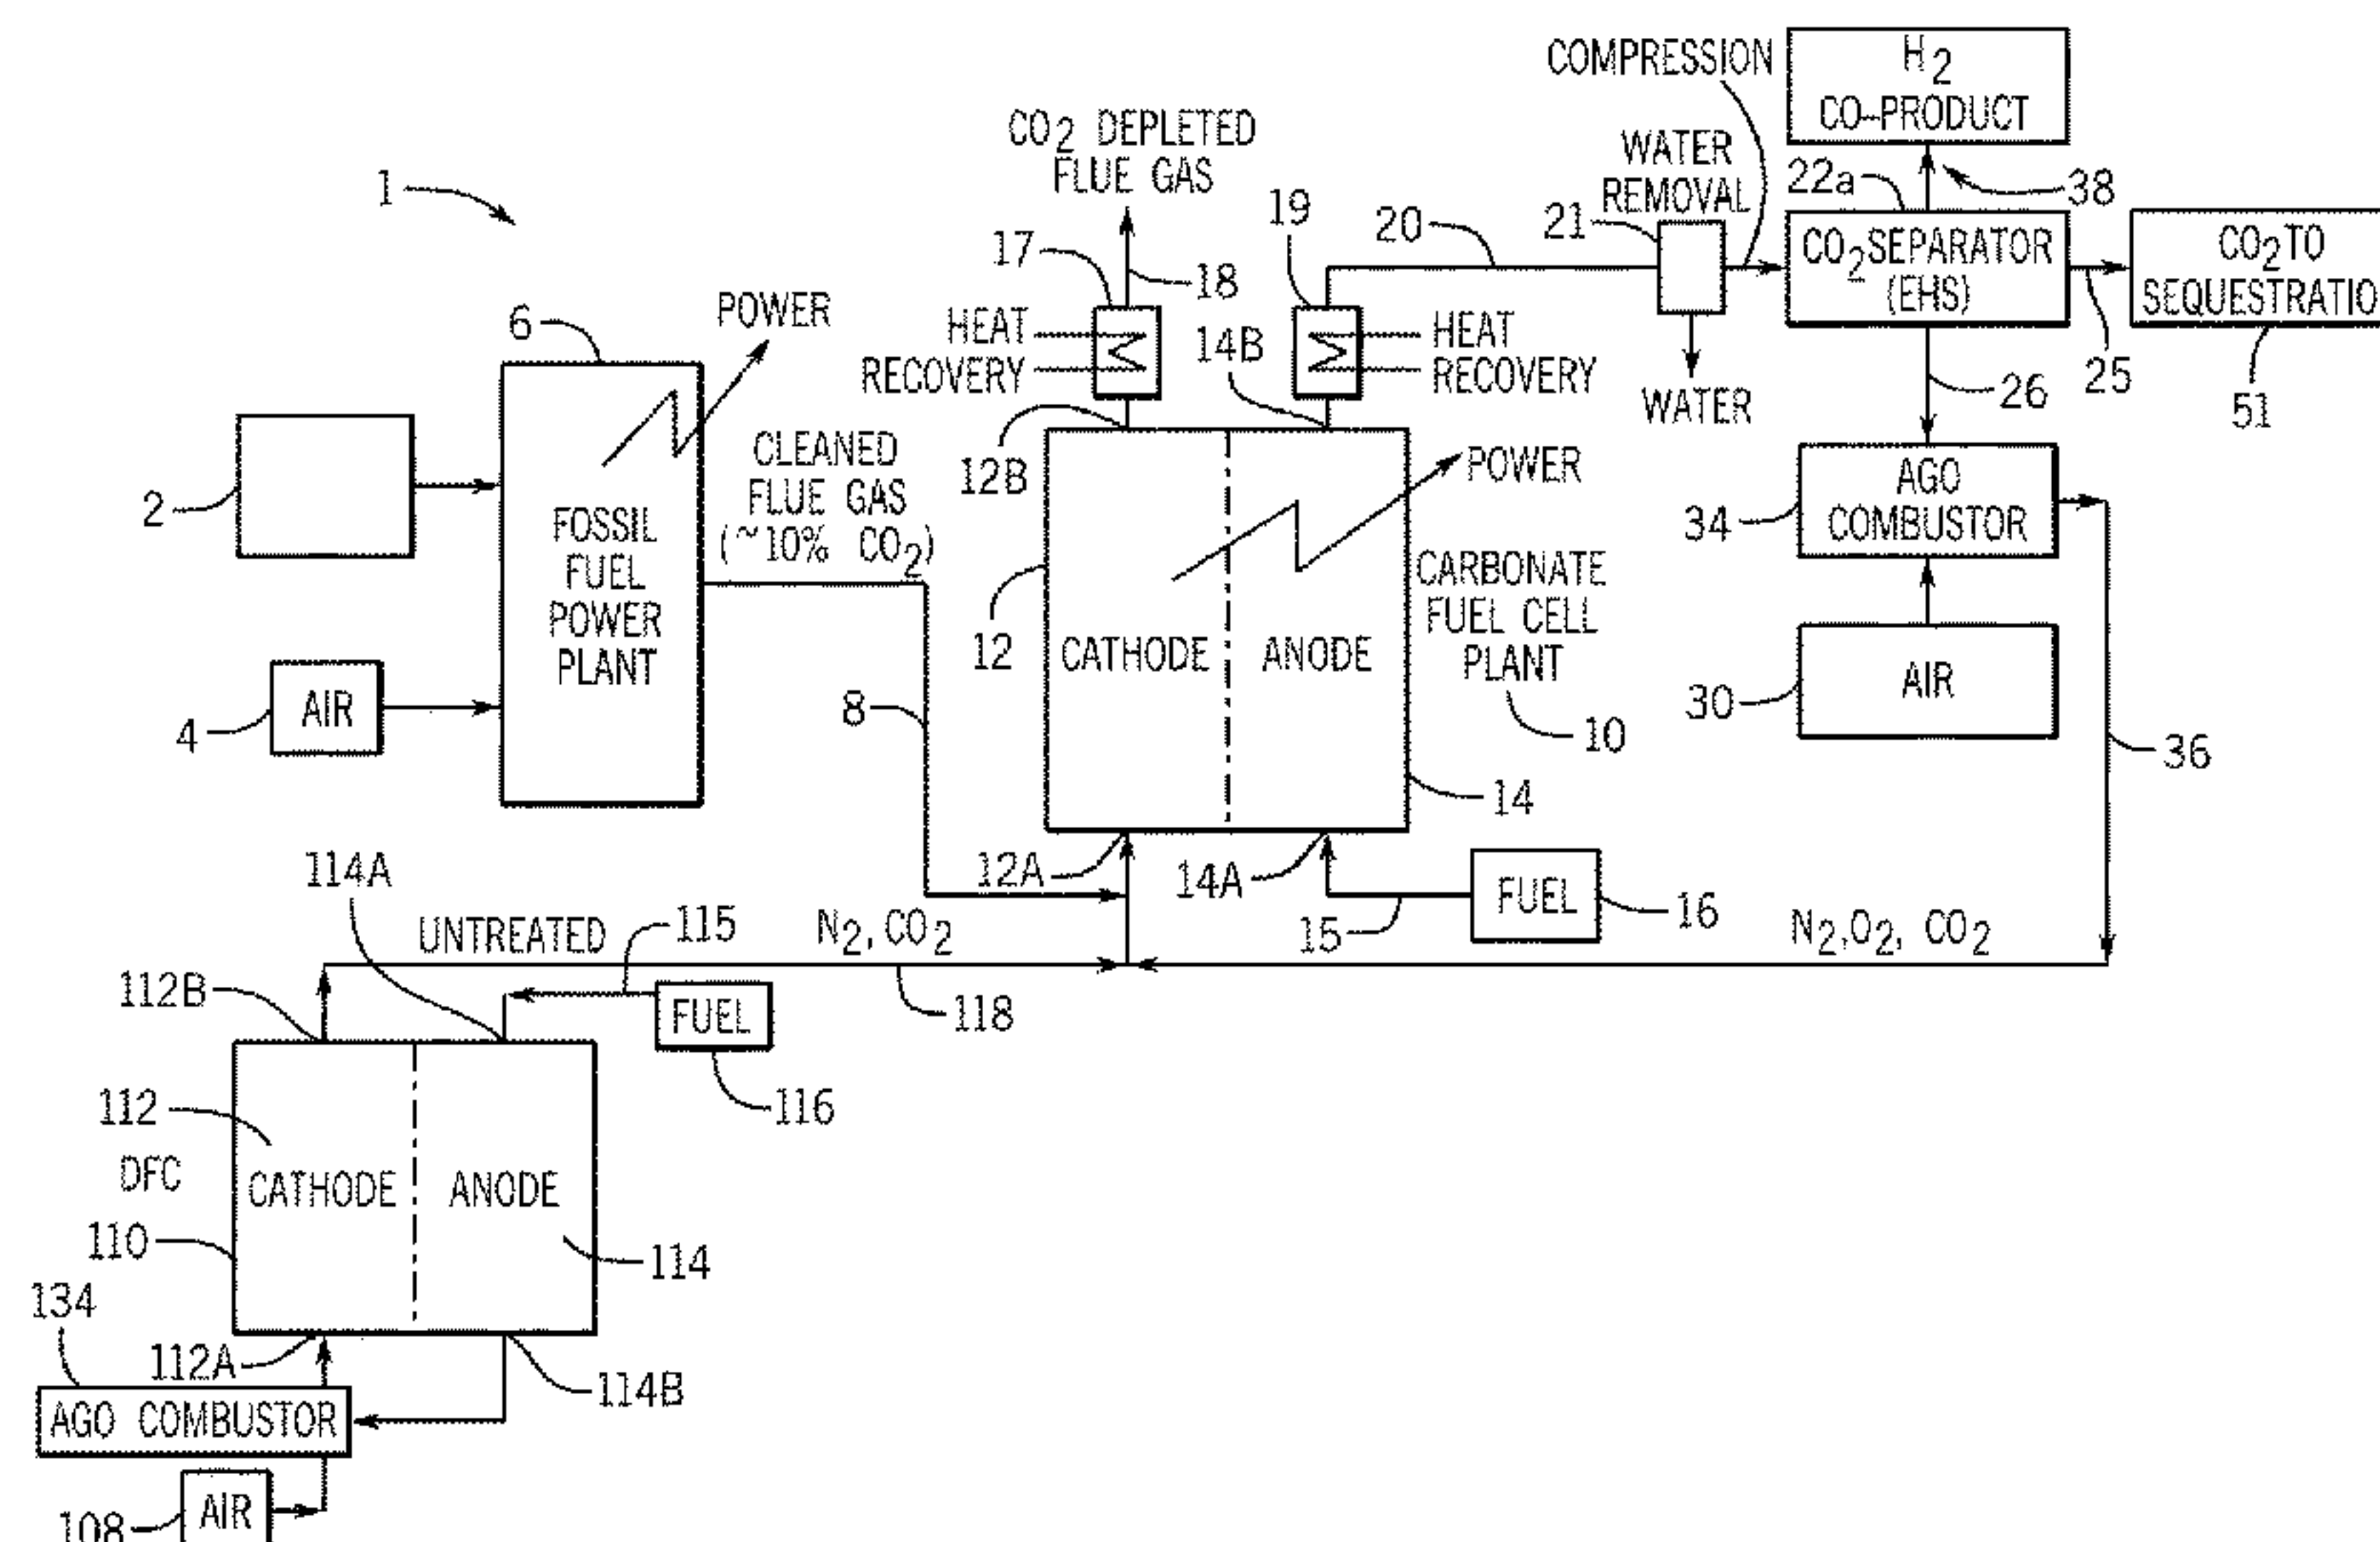 COMPRESSION
H2
CO-PRODUCT
CO2 DEPLETED
FLUE GAS
WATER
REMOVAL
22a
38
1
17
18
19
20
21
CO2 SEPARATOR
(EHS)
CO2 TO
SEQUESTRATIO
6
POWER
HEAT
RECOVERY
14B
HEAT
RECOVERY
WATER
26
25
51
2
CLEANED
FLUE GAS
(~10% CO2)
12B
POWER
FOSSIL
FUEL
POWER
PLANT
34
AGO
COMBUSTOR
12
CATHODE
ANODE
CARBONATE
FUEL CELL
PLANT
10
4
AIR
8
30
AIR
36
14
114A
12A
14A
FUEL
16
15
UNTREATED
115
N2, CO2
N2,O2, CO2
112B
FUEL
118
116
112
DFC
CATHODE
ANODE
110
114
134
112A
114B
AGO COMBUSTOR
AIR
108